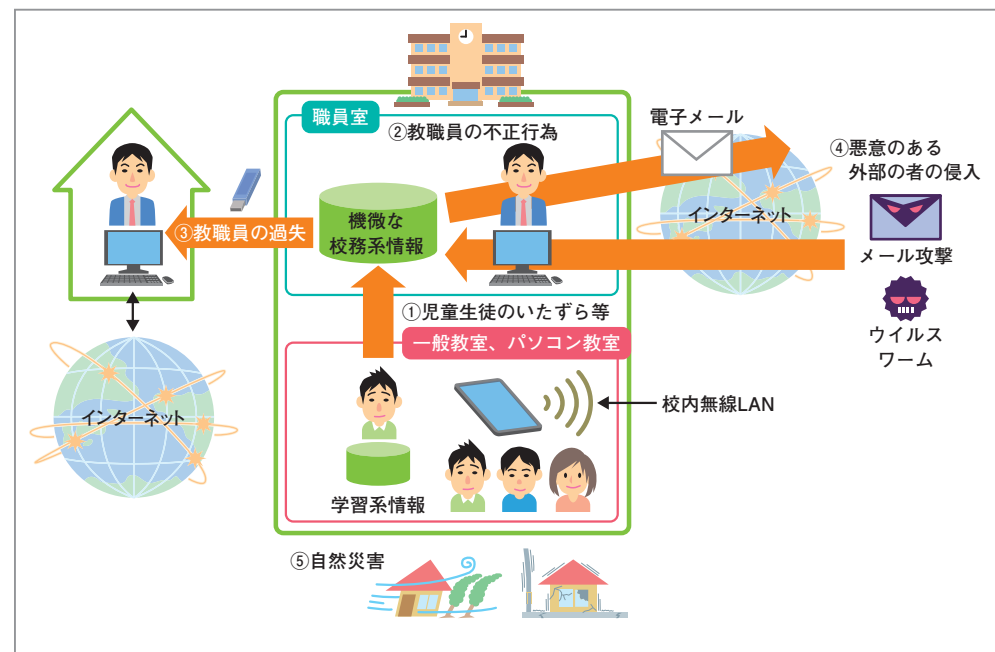 職員室
②教職員の不正行為
電子メール
④悪意のある
外部の者の侵入
インターネット
メール攻撃
ウイルス
ワーム
③教職員の過失
機微な
校務系情報
①児童生徒のいたずら等
一般教室、パソコン教室
校内無線LAN
インターネット
学習系情報
⑤自然災害